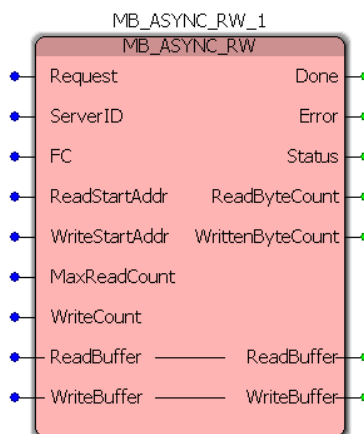 MB_ASYNC_RW_1
MB_ASYNC_RW
Request Done
ServerID Error
FC Status
ReadStartAddr ReadByteCount
WriteStartAddr WrittenByteCount
MaxReadCount
WriteCount
ReadBuffer ReadBuffer
WriteBuffer WriteBuffer